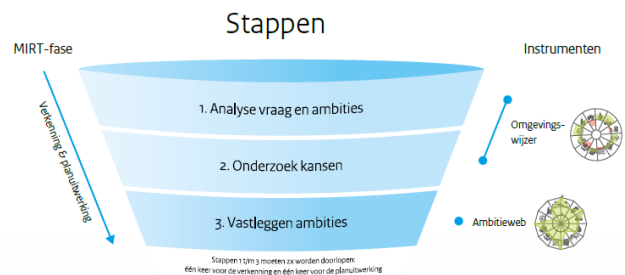 Stappen
MIRT-fase
Instrumenten
Verkenning & planuitwerking
1. Analyse vraag en ambities
2. Onderzoek kansen
3. Vastleggen ambities
Omgevings-
wijzer
Ambitieweb
Stappen 1 t/m 3 moeten 2x worden doorlopen:
één keer voor de verkenning en één keer voor de planuitwerking